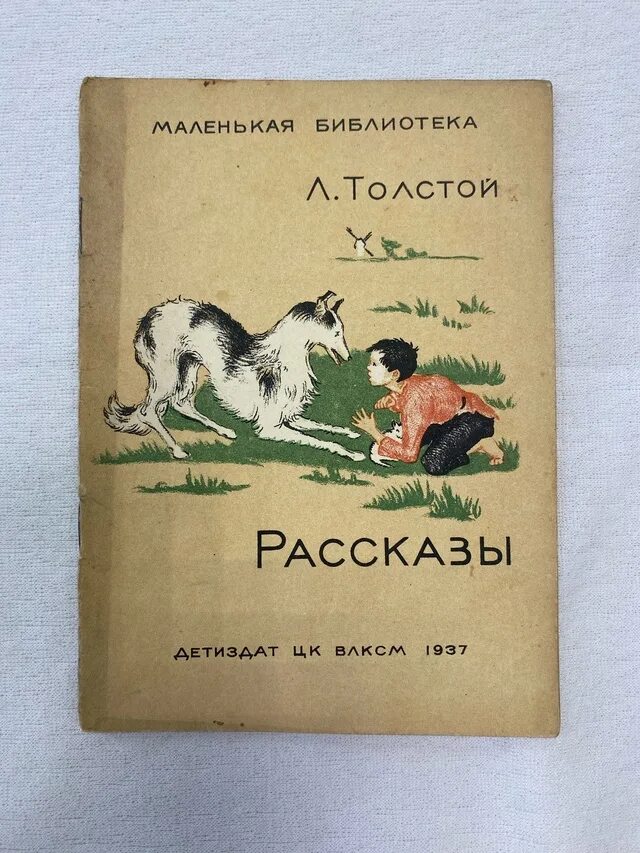 Маленькая библиотека
Л. Толстой
Рассказы
Детиздат ЦК ВЛКСМ 1937